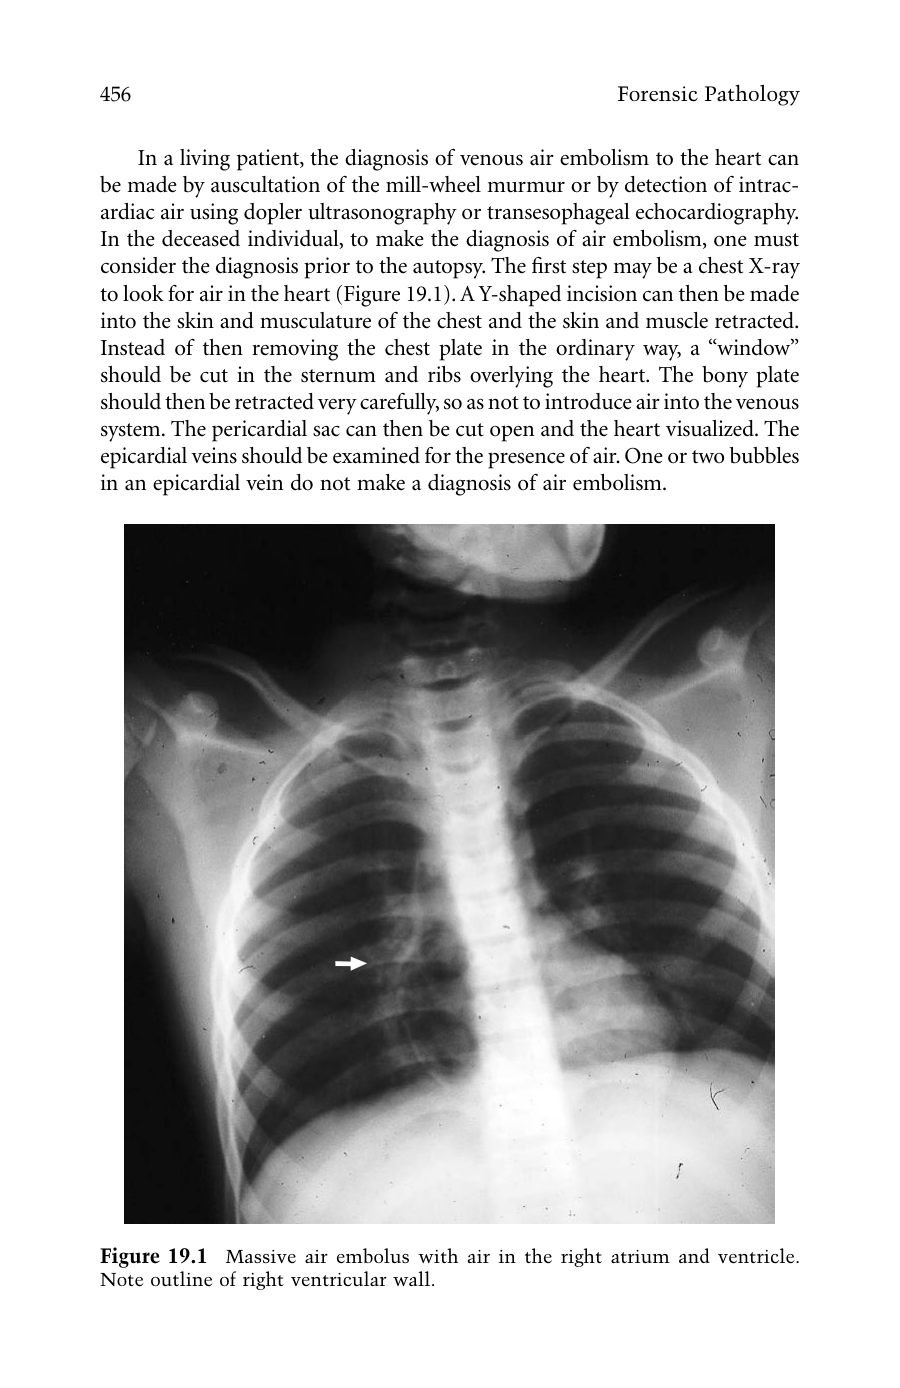 456
Forensic Pathology
In a living patient, the diagnosis of venous air embolism to the heart can
be made by auscultation of the mill-wheel murmur or by detection of intrac-
ardiac air using dopler ultrasonography or transesophageal echocardiography.
In the deceased individual, to make the diagnosis of air embolism, one must
consider the diagnosis prior to the autopsy. The first step may be a chest X-ray
to look for air in the heart (Figure 19.1). A Y-shaped incision can then be made
into the skin and musculature of the chest and the skin and muscle retracted.
Instead of then removing the chest plate in the ordinary way, a “window”
should be cut in the sternum and ribs overlying the heart. The bony plate
should then be retracted very carefully, so as not to introduce air into the venous
system. The pericardial sac can then be cut open and the heart visualized. The
epicardial veins should be examined for the presence of air. One or two bubbles
in an epicardial vein do not make a diagnosis of air embolism.
Figure 19.1 Massive air embolus with air in the right atrium and ventricle.
Note outline of right ventricular wall.